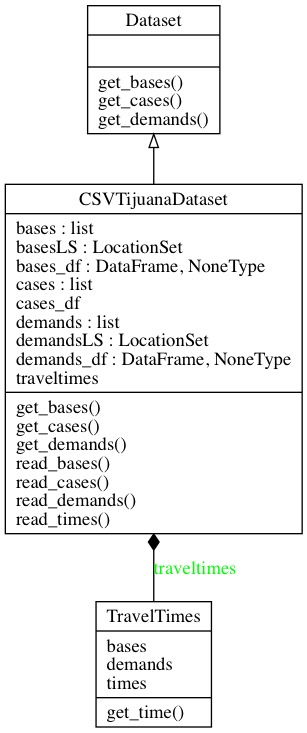 Dataset
get_bases()
get_cases()
get_demands()
CSVTijuanaDataset
bases : list
basesLS : LocationSet
bases_df : DataFrame, NoneType
cases : list
cases_df
demands : list
demandsLS : LocationSet
demands_df : DataFrame, NoneType
traveltimes
get_bases()
get_cases()
get_demands()
read_bases()
read_cases()
read_demands()
read_times()
traveltimes
TravelTimes
bases
demands
times
get_time()